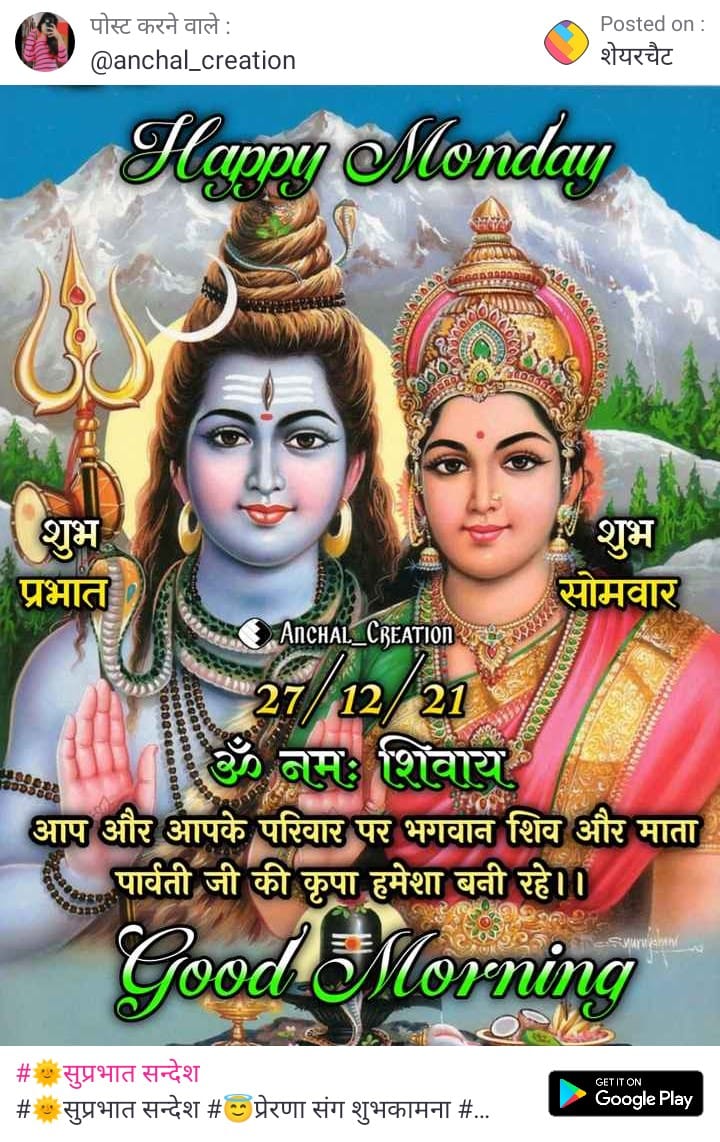 पोस्ट करने वाले :
@anchal_creation
Posted on :
शेयरचैट
Happy Monday
शुभ
प्रभात
शुभ
सोमवार
ANCHAL_CREATION
27/12/21
ॐ नमः शिवाय
आप और आपके परिवार पर भगवान शिव और माता
पार्वती जी की कृपा हमेशा बनी रहे।।
Good Morning
#🌞सुप्रभात सन्देश
#🌞सुप्रभात सन्देश #😇प्रेरणा संग शुभकामना #...
GET IT ON
Google Play